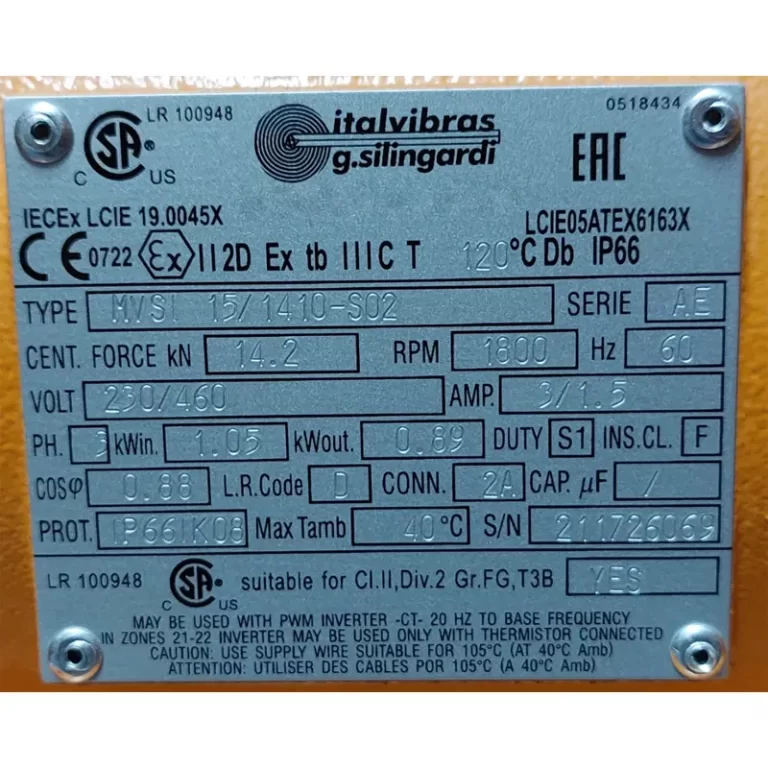 LR 100948
CSA
C US
italvibras
g.silingardi
0518434
EAC
IECEx LCIE 19.0045X
LCIE05ATEX6163X
CE 0722 Ex II2D Ex tb IIIC T 120°C Db IP66
TYPE MVSI 15/1410-S02 SERIE AE
CENT. FORCE kN 14.2 RPM 1800 Hz 60
VOLT 230/460 AMP. 3/1.5
PH. 3 kWin. 1.05 kWout. 0.89 DUTY S1 INS.CL. F
COSφ 0.88 L.R.Code D CONN. 2A CAP. µF /
PROT. IP66IK08 Max Tamb 40°C S/N 211726069
LR 100948 CSA C US suitable for Cl.II,Div.2 Gr.FG,T3B YES
MAY BE USED WITH PWM INVERTER -CT- 20 HZ TO BASE FREQUENCY
IN ZONES 21-22 INVERTER MAY BE USED ONLY WITH THERMISTOR CONNECTED
CAUTION: USE SUPPLY WIRE SUITABLE FOR 105°C (AT 40°C Amb)
ATTENTION: UTILISER DES CABLES POR 105°C (A 40°C Amb)